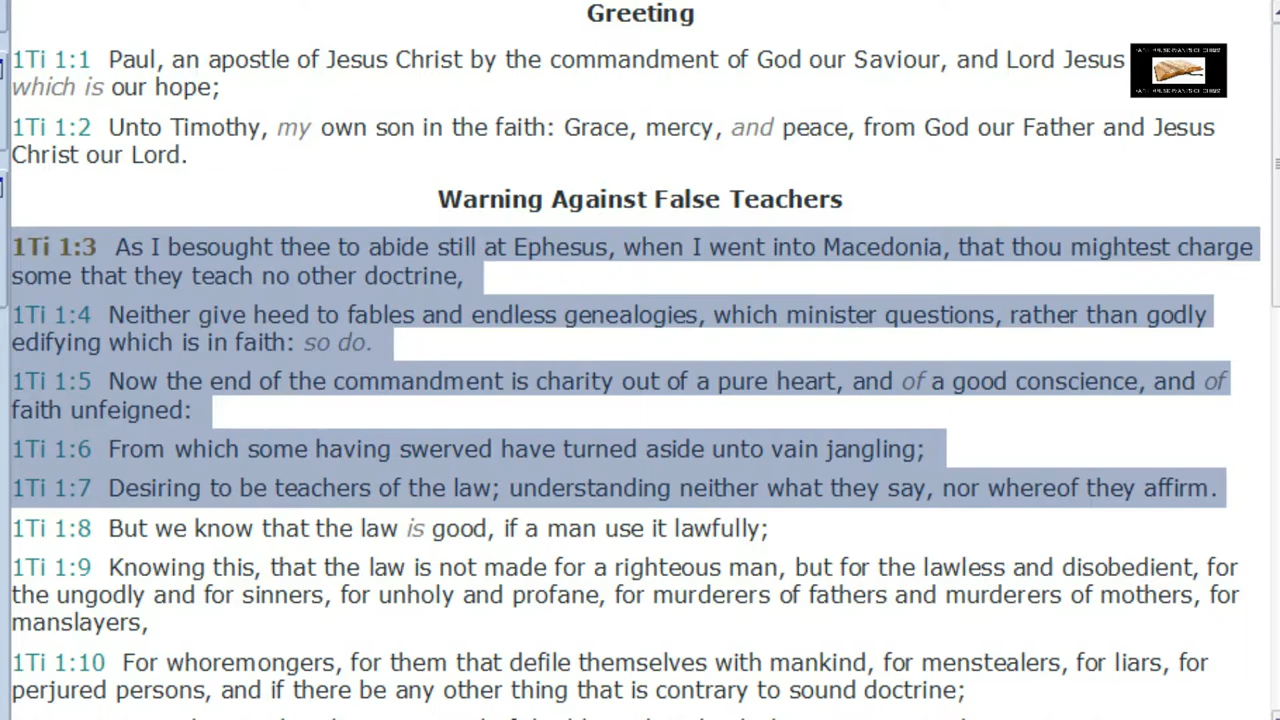 Greeting
1Ti 1:1 Paul, an apostle of Jesus Christ by the commandment of God our Saviour, and Lord Jesus
which is our hope;
1Ti 1:2 Unto Timothy, my own son in the faith: Grace, mercy, and peace, from God our Father and Jesus
Christ our Lord.
Warning Against False Teachers
1Ti 1:3 As I besought thee to abide still at Ephesus, when I went into Macedonia, that thou mightest charge
some that they teach no other doctrine,
1Ti 1:4 Neither give heed to fables and endless genealogies, which minister questions, rather than godly
edifying which is in faith: so do.
1Ti 1:5 Now the end of the commandment is charity out of a pure heart, and of a good conscience, and of
faith unfeigned:
1Ti 1:6 From which some having swerved have turned aside unto vain jangling;
1Ti 1:7 Desiring to be teachers of the law; understanding neither what they say, nor whereof they affirm.
1Ti 1:8 But we know that the law is good, if a man use it lawfully;
1Ti 1:9 Knowing this, that the law is not made for a righteous man, but for the lawless and disobedient, for
the ungodly and for sinners, for unholy and profane, for murderers of fathers and murderers of mothers, for
manslayers,
1Ti 1:10 For whoremongers, for them that defile themselves with mankind, for menstealers, for liars, for
perjured persons, and if there be any other thing that is contrary to sound doctrine;